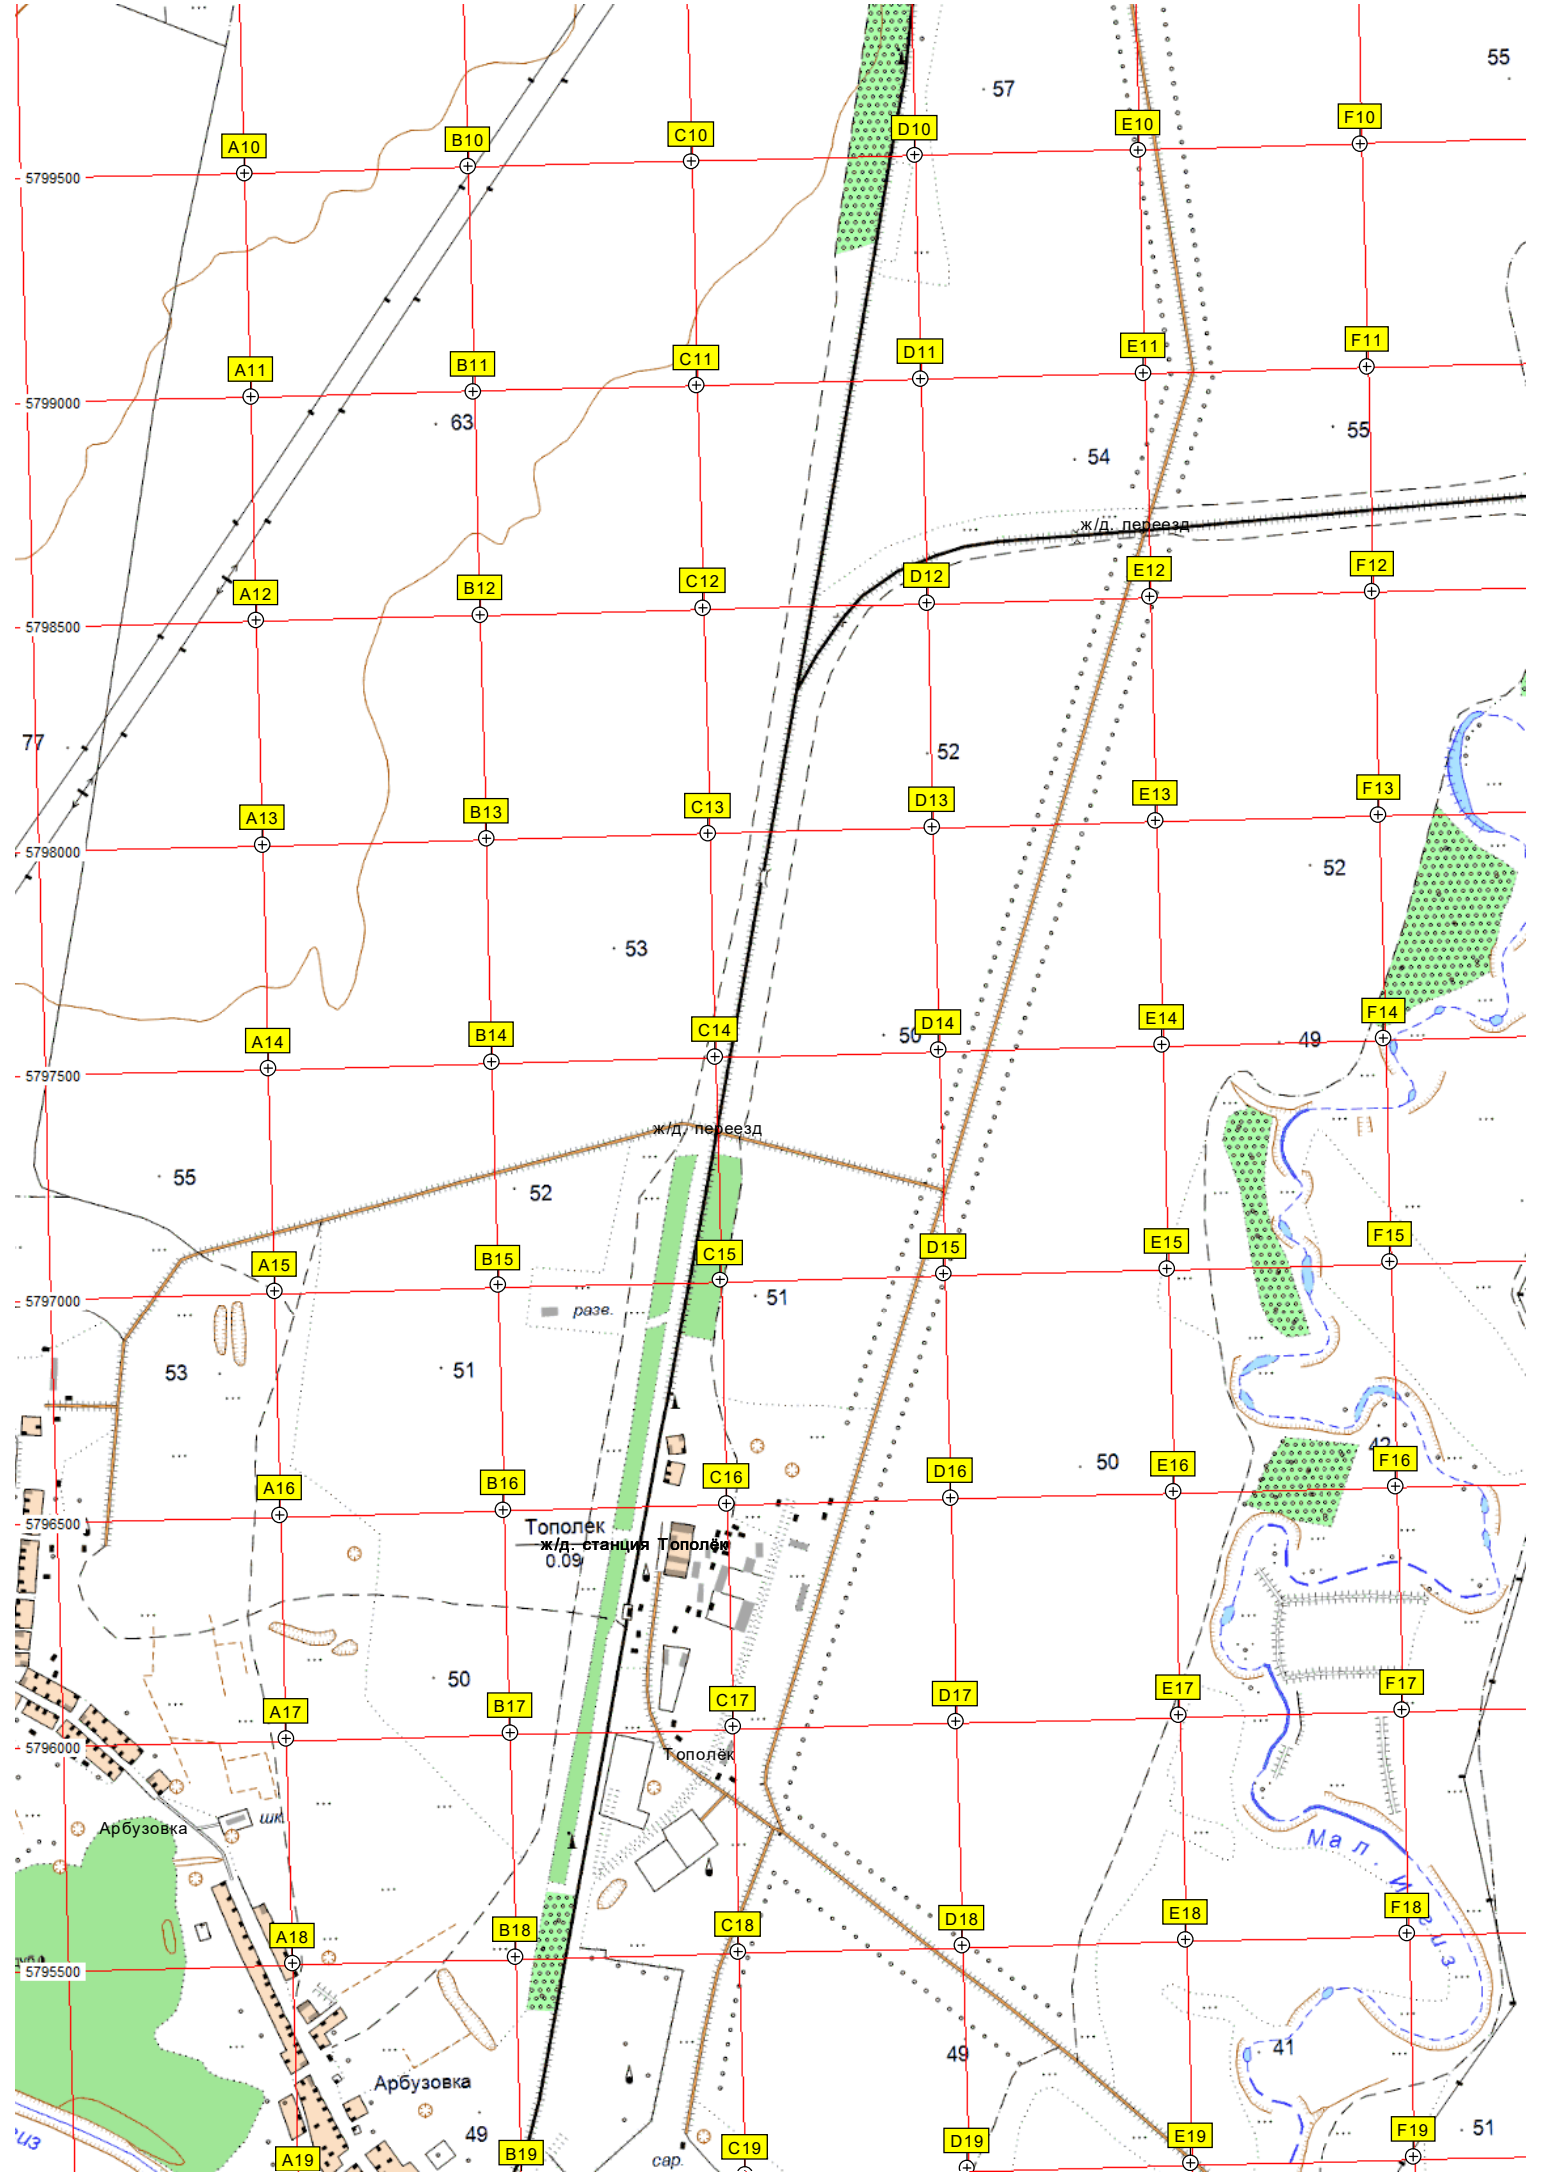 55
57
A10 B10 C10 D10 E10 F10
5799500
A11 B11 C11 D11 E11 F11
5799000
63
55
54
ж/д. переезд
A12 B12 C12 D12 E12 F12
5798500
77
52
A13 B13 C13 D13 E13 F13
5798000
52
53
A14 B14 C14 50 D14 E14 F14
49
5797500
ж/д. переезд
55
52
A15 B15 C15 D15 E15 F15
5797000
разв.
51
53
51
42
A16 B16 C16 D16 50 E16 F16
5796500
Тополёк
ж/д. станция Тополёк
0.09
50
A17 B17 C17 D17 E17 F17
5796000
Тополёк
шк.
Арбузовка
Мал. Игиз
A18 B18 C18 D18 E18 F18
5795500
49
41
Арбузовка
49
51
из
A19 B19 сар. C19 D19 E19 F19